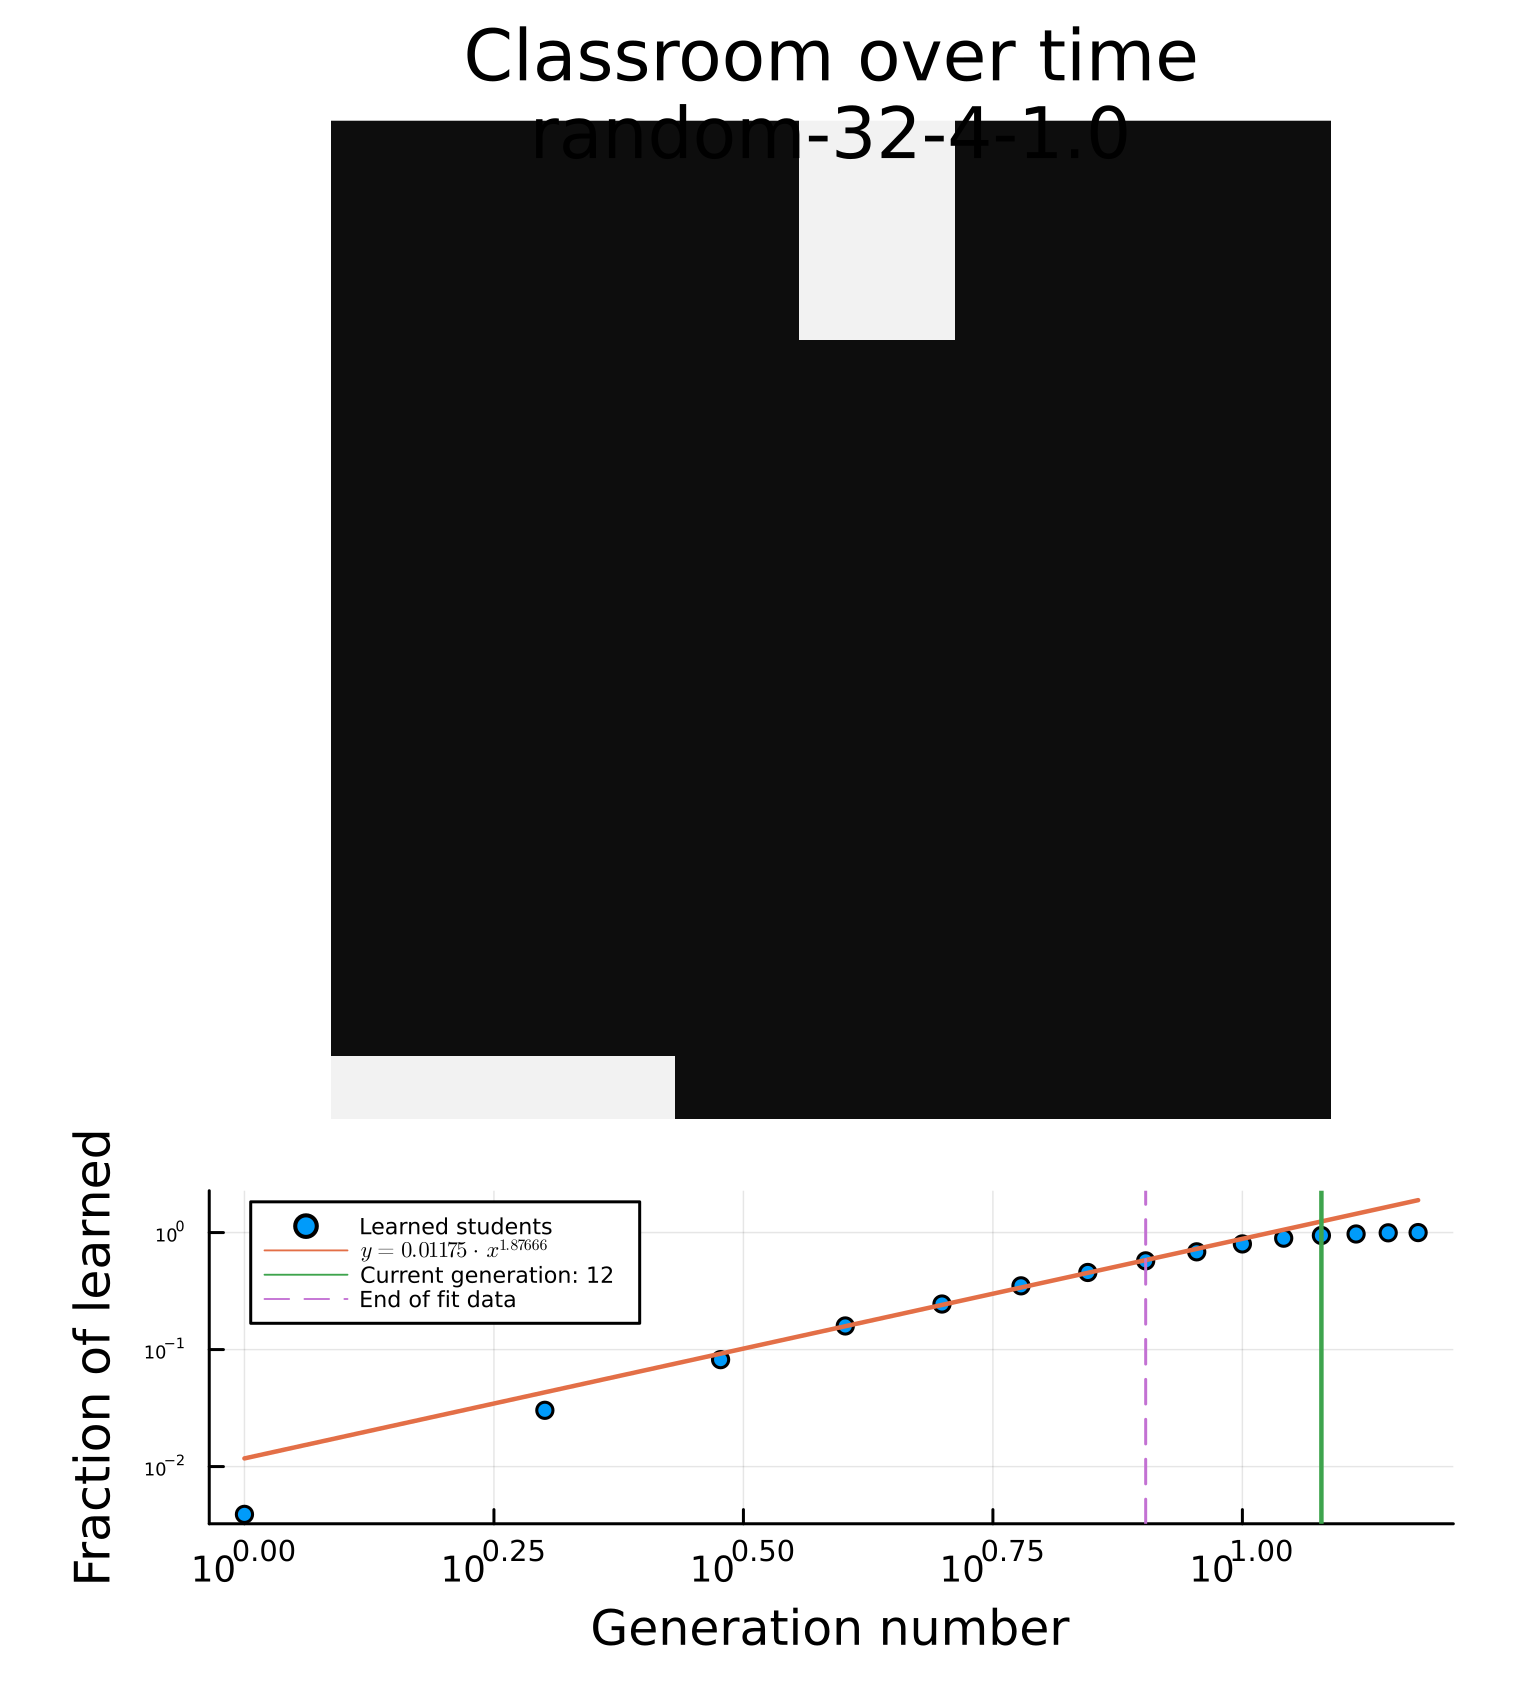 Classroom over time
random-32-4-1.0
Fraction of learned
10⁰
10⁻¹
10⁻²
Learned students
y = 0.01175 · x^1.87666
Current generation: 12
End of fit data
10^0.00 10^0.25 10^0.50 10^0.75 10^1.00
Generation number